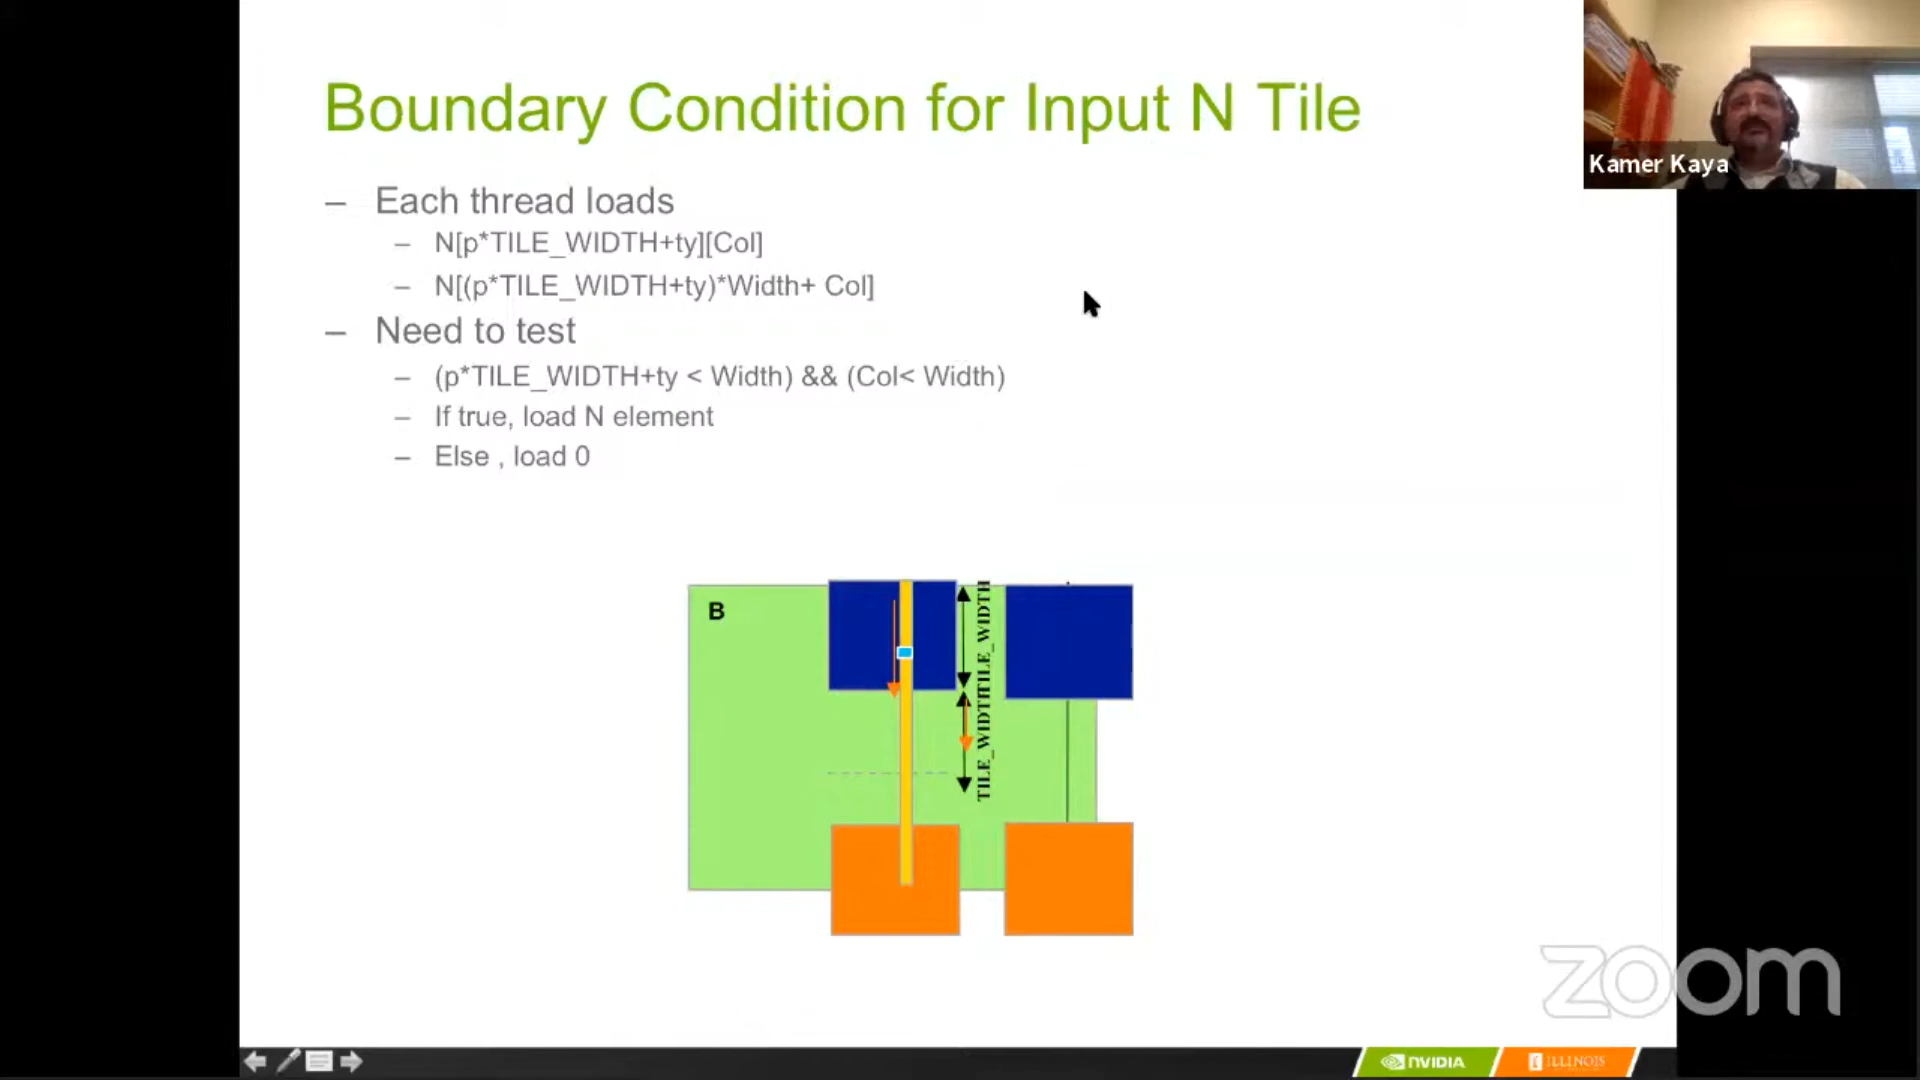 Boundary Condition for Input N Tile
Kamer Kaya
– Each thread loads
– N[p*TILE_WIDTH+ty][Col]
– N[(p*TILE_WIDTH+ty)*Width+ Col]
– Need to test
– (p*TILE_WIDTH+ty < Width) && (Col< Width)
– If true, load N element
– Else , load 0
B
TILE_WIDTH
TILE_WIDTH
zoom
NVIDIA
I ILLINOIS